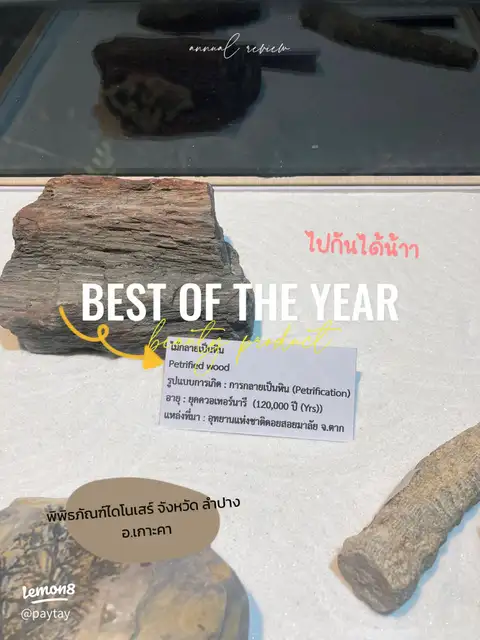 annual review
ไปกันได้น้าา
BEST OF THE YEAR
beauty product
ไม้กลายเป็นหิน
Petrified wood
รูปแบบการเกิด : การกลายเป็นหิน (Petrification)
อายุ : ยุคควอเทอร์นารี (120,000 ปี (Yrs))
แหล่งที่มา : อุทยานแห่งชาติดอยสอยมาลัย จ.ตาก
พิพิธภัณฑ์ไดโนเสร์ จังหวัด ลำปาง
อ.เกาะคา
lemon8
@paytay